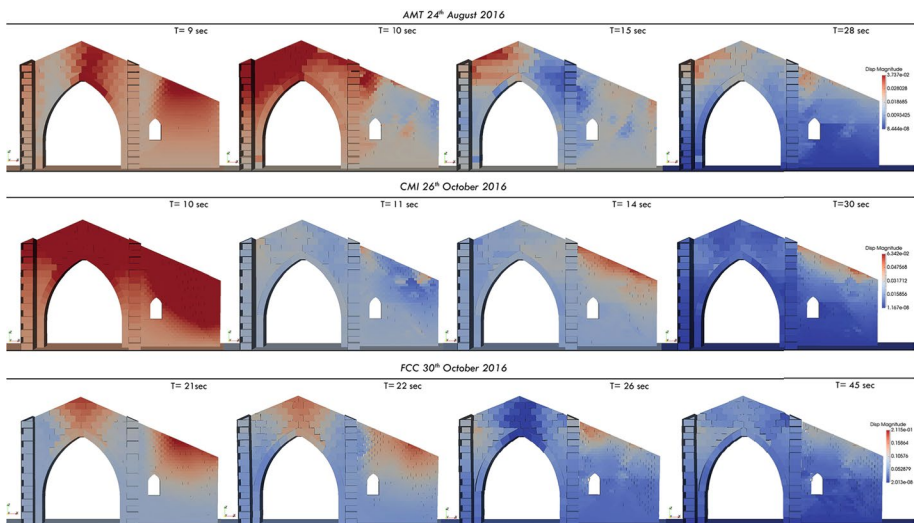 AMT 24th August 2016
T= 9 sec
T= 10 sec
T=15 sec
T=28 sec
Disp Magnitude
3.737e-02
0.028028
0.018685
0.0093425
8.444e-08
CMI 26th October 2016
T= 10 sec
T= 11 sec
T= 14 sec
T=30 sec
Disp Magnitude
6.342e-02
0.047568
0.031712
0.015856
1.167e-08
FCC 30th October 2016
T= 21sec
T= 22 sec
T= 26 sec
T= 45 sec
Disp Magnitude
2.115e-01
0.15864
0.10576
0.052879
2.013e-08